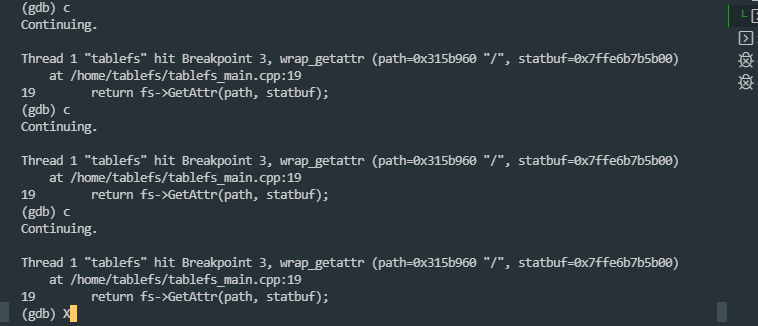 (gdb) c
Continuing.
Thread 1 "tablefs" hit Breakpoint 3, wrap_getattr (path=0x315b960 "/", statbuf=0x7ffe6b7b5b00)
    at /home/tablefs/tablefs_main.cpp:19
19        return fs->GetAttr(path, statbuf);
(gdb) c
Continuing.
Thread 1 "tablefs" hit Breakpoint 3, wrap_getattr (path=0x315b960 "/", statbuf=0x7ffe6b7b5b00)
    at /home/tablefs/tablefs_main.cpp:19
19        return fs->GetAttr(path, statbuf);
(gdb) c
Continuing.
Thread 1 "tablefs" hit Breakpoint 3, wrap_getattr (path=0x315b960 "/", statbuf=0x7ffe6b7b5b00)
    at /home/tablefs/tablefs_main.cpp:19
19        return fs->GetAttr(path, statbuf);
(gdb) X